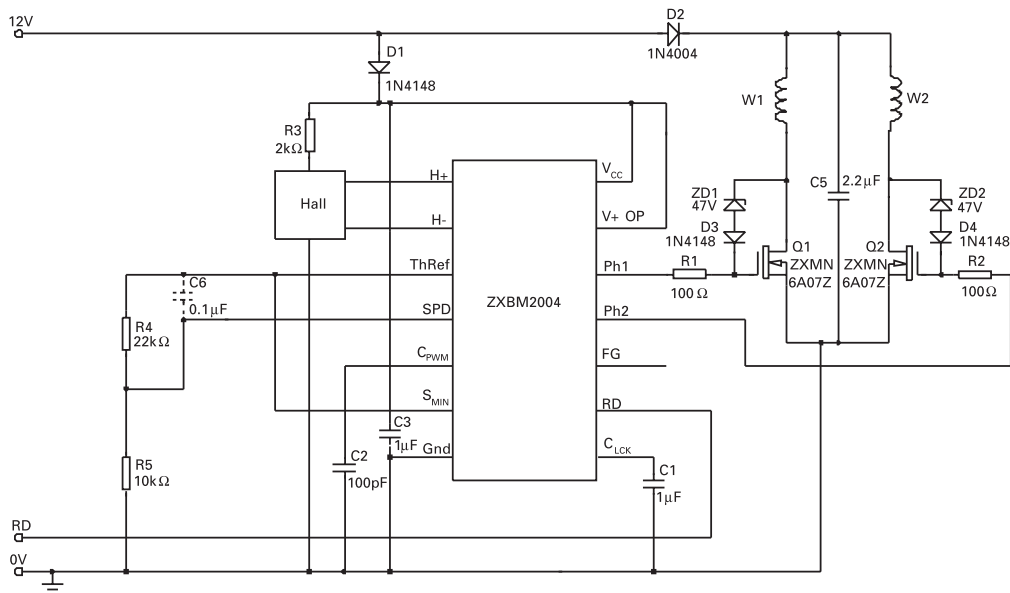 12V
D2
1N4004
D1
1N4148
W1
W2
R3
2kΩ
Hall
H+
H-
ThRef
SPD
CPWM
SMIN
Gnd
ZXBM2004
VCC
V+ OP
Ph1
Ph2
FG
RD
CLCK
ZD1
47V
D3
1N4148
C5
2.2μF
ZD2
47V
D4
1N4148
R1
100Ω
Q1
ZXMN
6A07Z
Q2
ZXMN
6A07Z
R2
100Ω
C6
0.1μF
R4
22kΩ
R5
10kΩ
C3
1μF
C2
100pF
C1
1μF
RD
0V